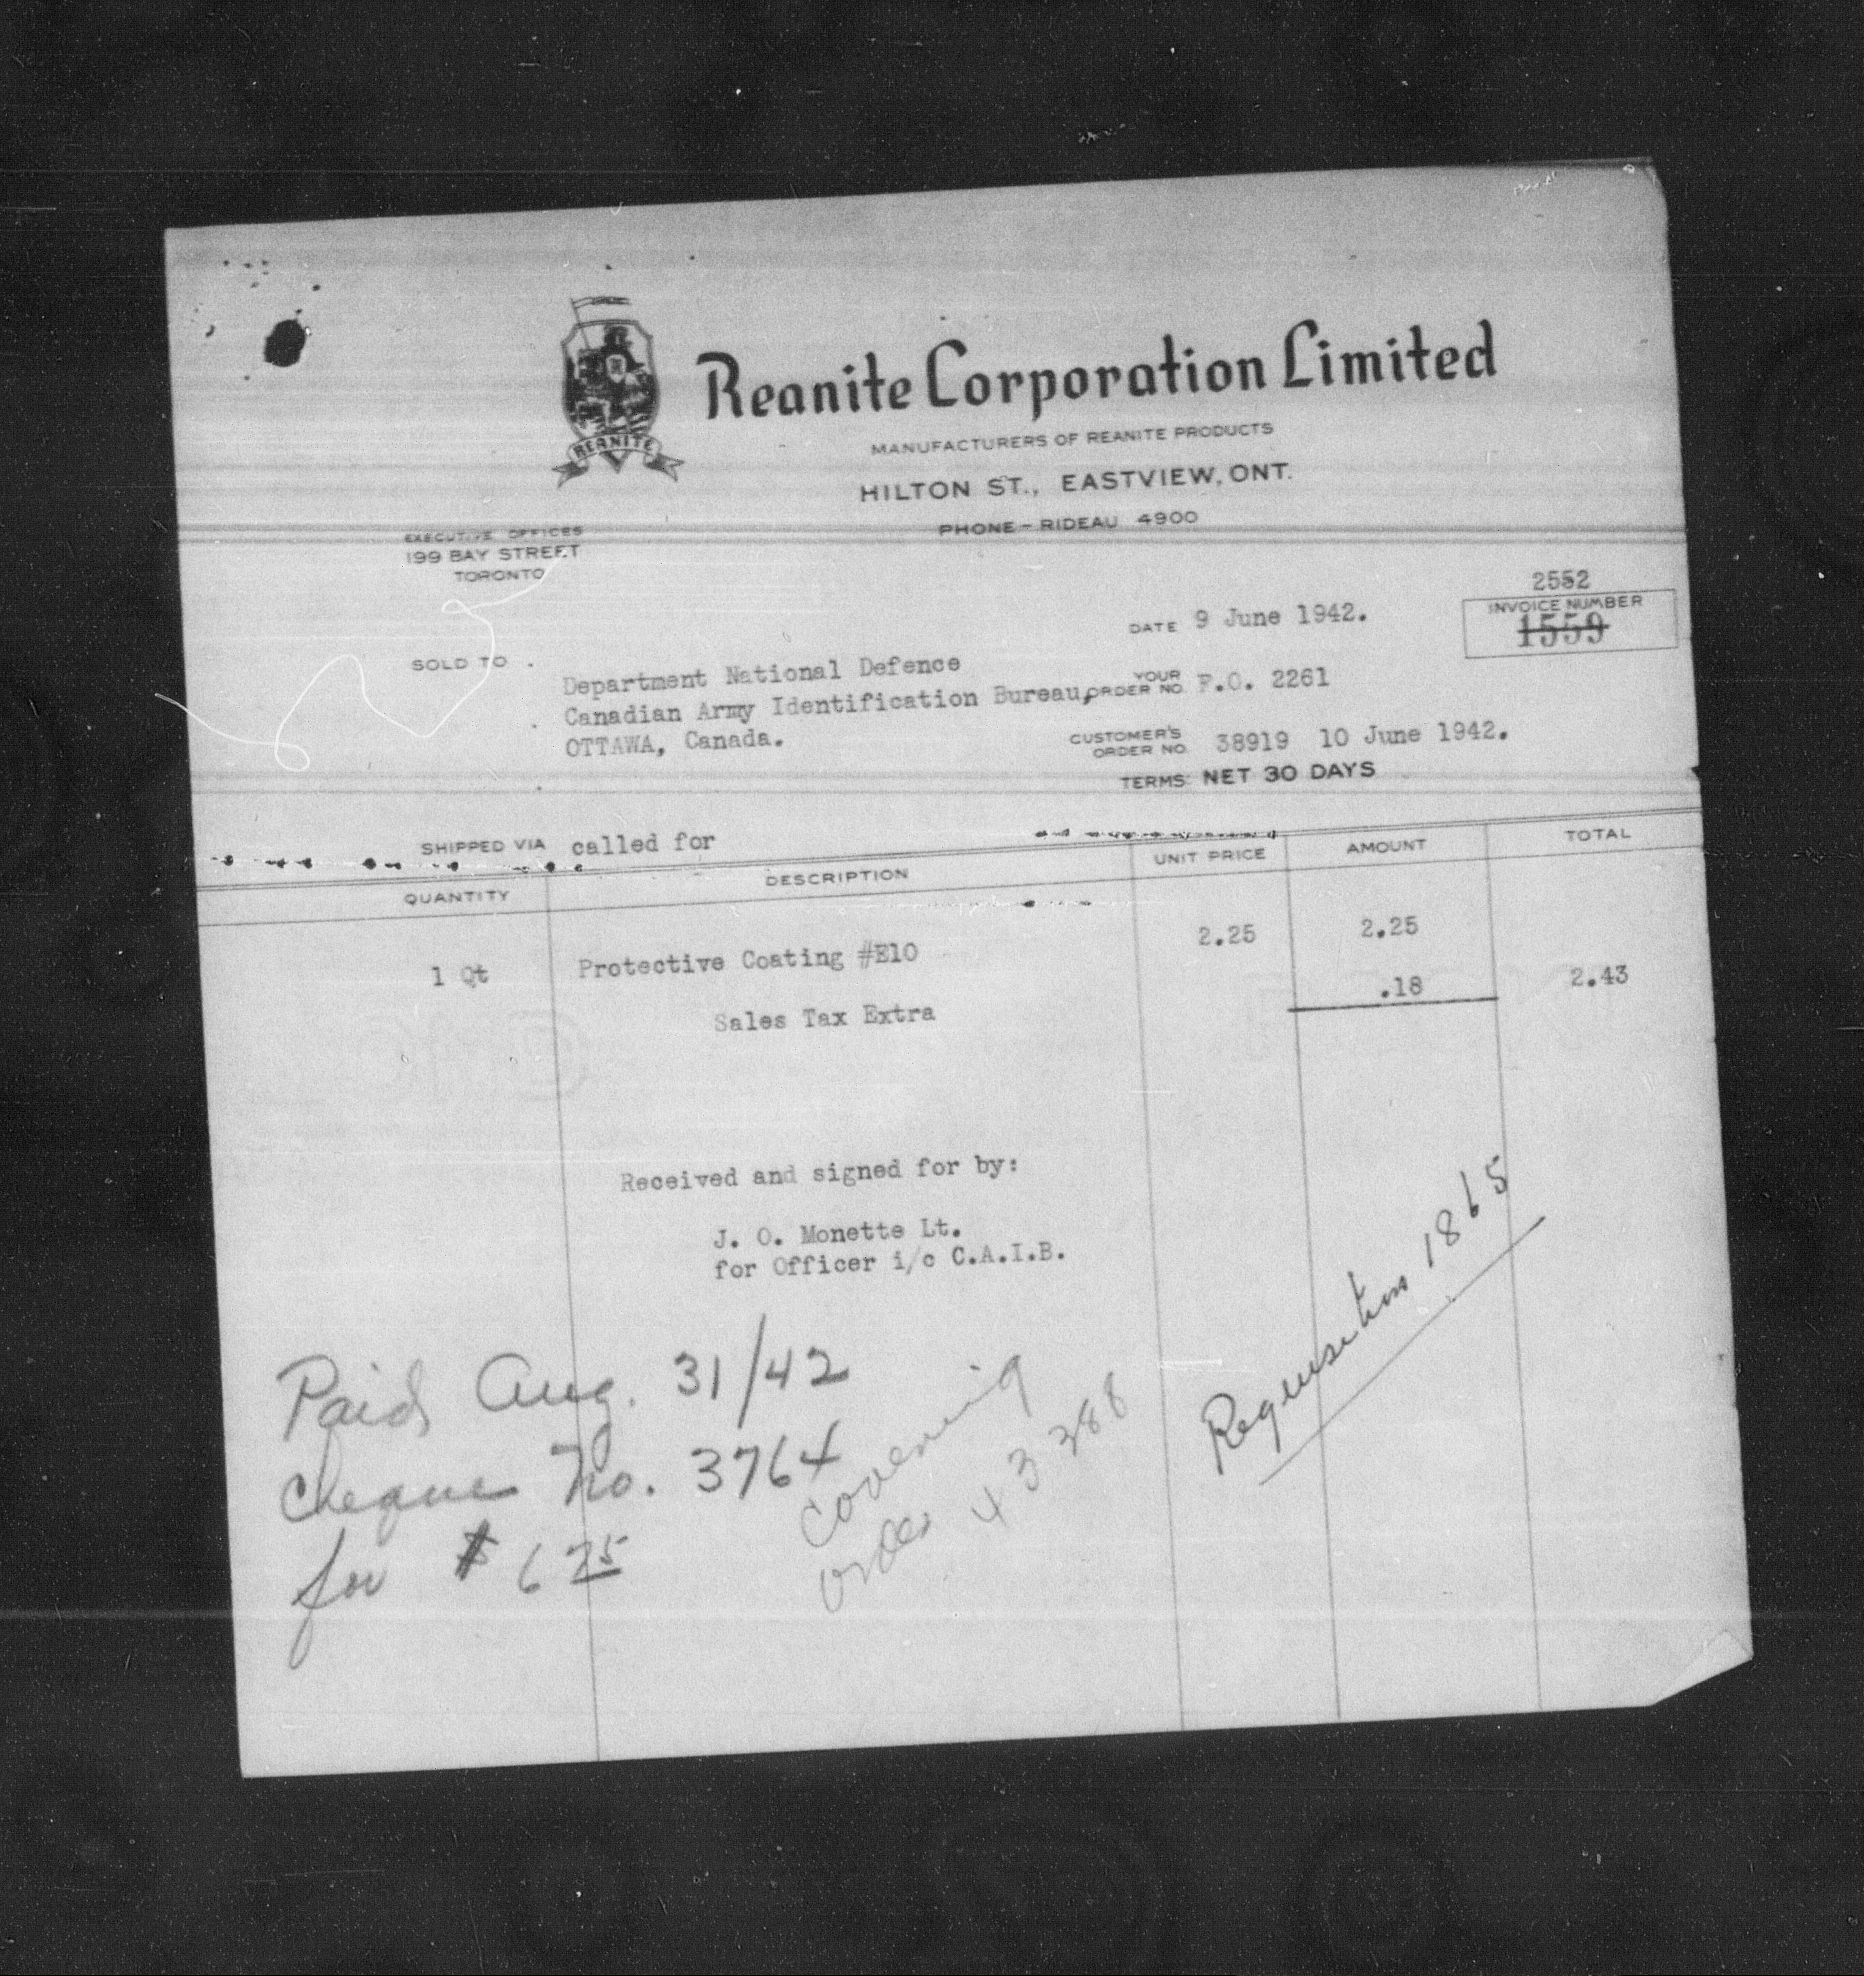 REANITE
Reanite Corporation Limited
MANUFACTURERS OF REANITE PRODUCTS
HILTON ST., EASTVIEW, ONT.
PHONE - RIDEAU 4900
EXECUTIVE OFFICES
199 BAY STREET
TORONTO
2552
INVOICE NUMBER
1559
DATE 9 June 1942.
SOLD TO
Department National Defence
Canadian Army Identification Bureau,
OTTAWA, Canada.
YOUR
ORDER NO. F.O. 2261
CUSTOMER'S
ORDER NO. 38919 10 June 1942.
TERMS: NET 30 DAYS
SHIPPED VIA called for
QUANTITY DESCRIPTION UNIT PRICE AMOUNT TOTAL
1 Qt Protective Coating #E10 2.25 2.25
Sales Tax Extra .18 2.43
Received and signed for by:
J. O. Monette Lt.
for Officer i/c C.A.I.B.
Paid Aug. 31/42
Cheque No. 3764
for $ 6 75
Covering
order 43388
Requisition 1865